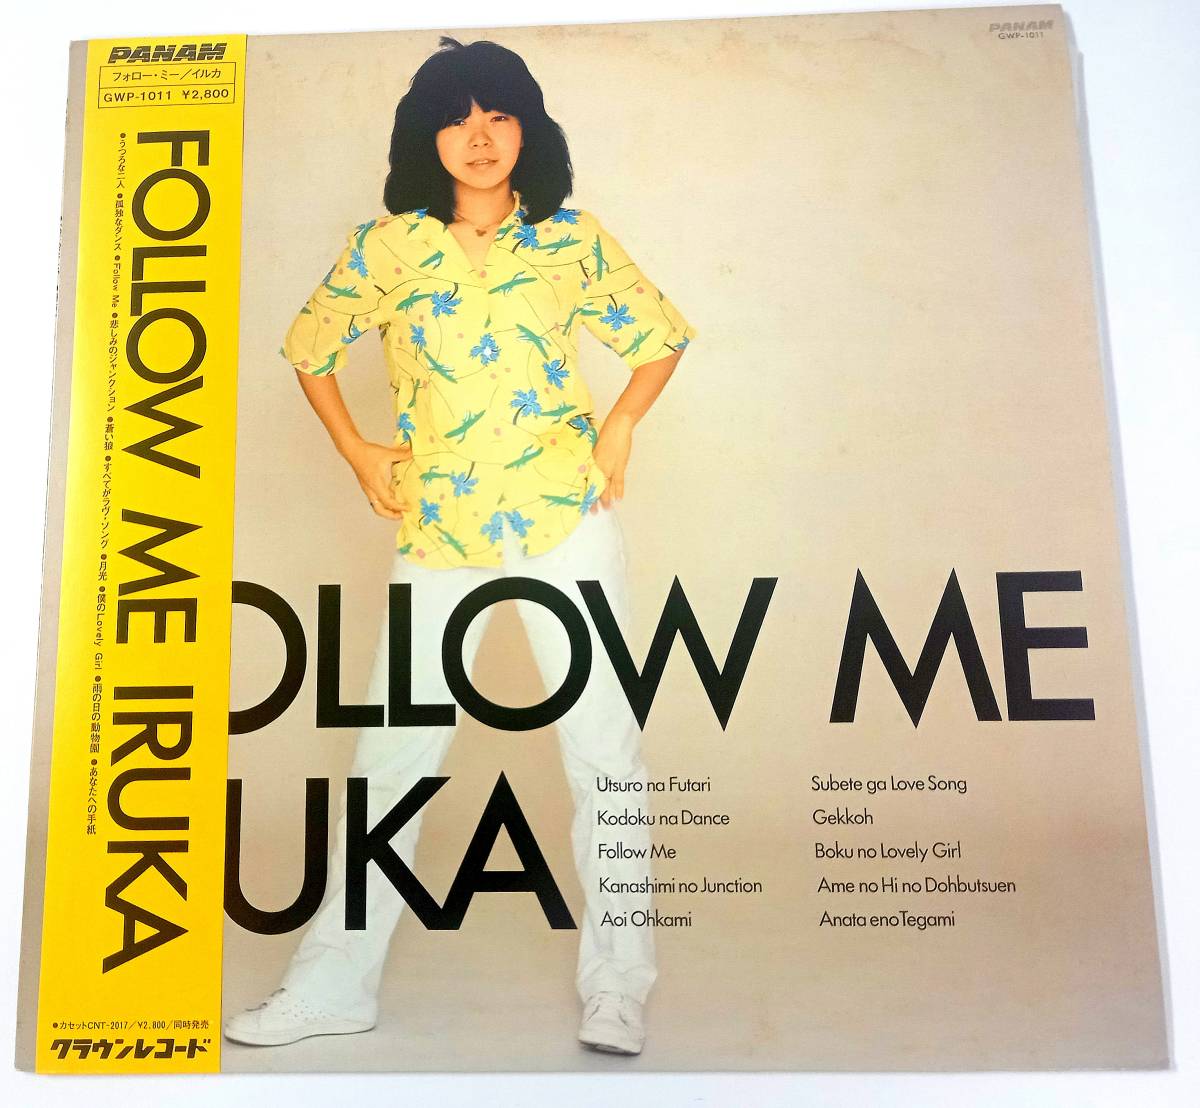 PANAM
フォロー・ミー/イルカ
GWP-1011 ¥2,800
FOLLOW ME IRUKA
●うつろな二人 ●孤独なダンス ●Follow Me ●悲しみのジャンクション ●蒼い狼 ●すべてがラヴ・ソング ●月光 ●僕のLovely Girl ●雨の日の動物園 ●あなたへの手紙
●カセットCNT-2017/¥2,800/同時発売
クラウンレコード
PANAM
GWP-1011
OLLOW ME
UKA
Utsuro na Futari
Kodoku na Dance
Follow Me
Kanashimi no Junction
Aoi Ohkami
Subete ga Love Song
Gekkoh
Boku no Lovely Girl
Ame no Hi no Dohbutsuen
Anata eno Tegami